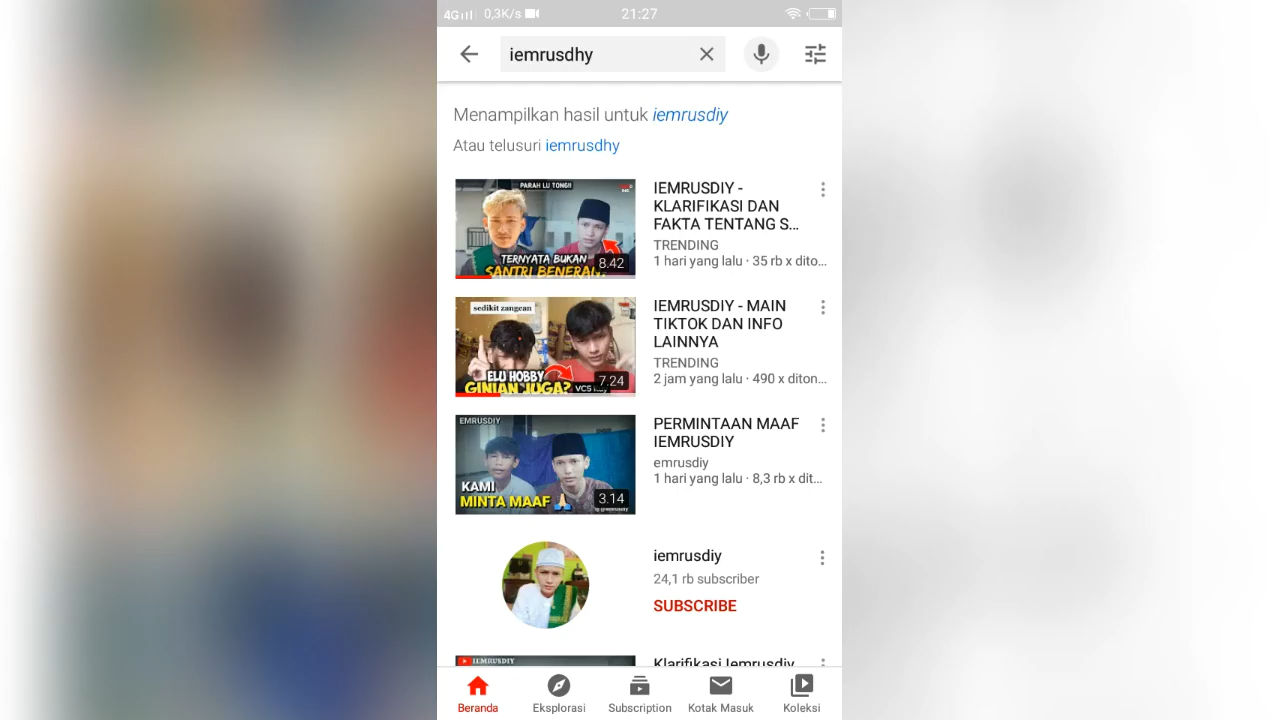 4G 0,3K/s 21:27
iemrusdhy
Menampilkan hasil untuk iemrusdiy
Atau telusuri iemrusdhy
PARAH LU TONG!!
TERNYATA BUKAN
SANTRI BENERAN
8.42
IEMRUSDIY -
KLARIFIKASI DAN
FAKTA TENTANG S...
TRENDING
1 hari yang lalu · 35 rb x dito...
sedikit zangean
ELU HOBBY
GINIAN JUGA?
7.24
IEMRUSDIY - MAIN
TIKTOK DAN INFO
LAINNYA
TRENDING
2 jam yang lalu · 490 x diton...
EMRUSDIY
KAMI
MINTA MAAF
3.14
PERMINTAAN MAAF
IEMRUSDIY
emrusdiy
1 hari yang lalu · 8,3 rb x dit...
iemrusdiy
24,1 rb subscriber
SUBSCRIBE
IEMRUSDIY
Klarifikasi Iemrusdiy
Beranda Eksplorasi Subscription Kotak Masuk Koleksi